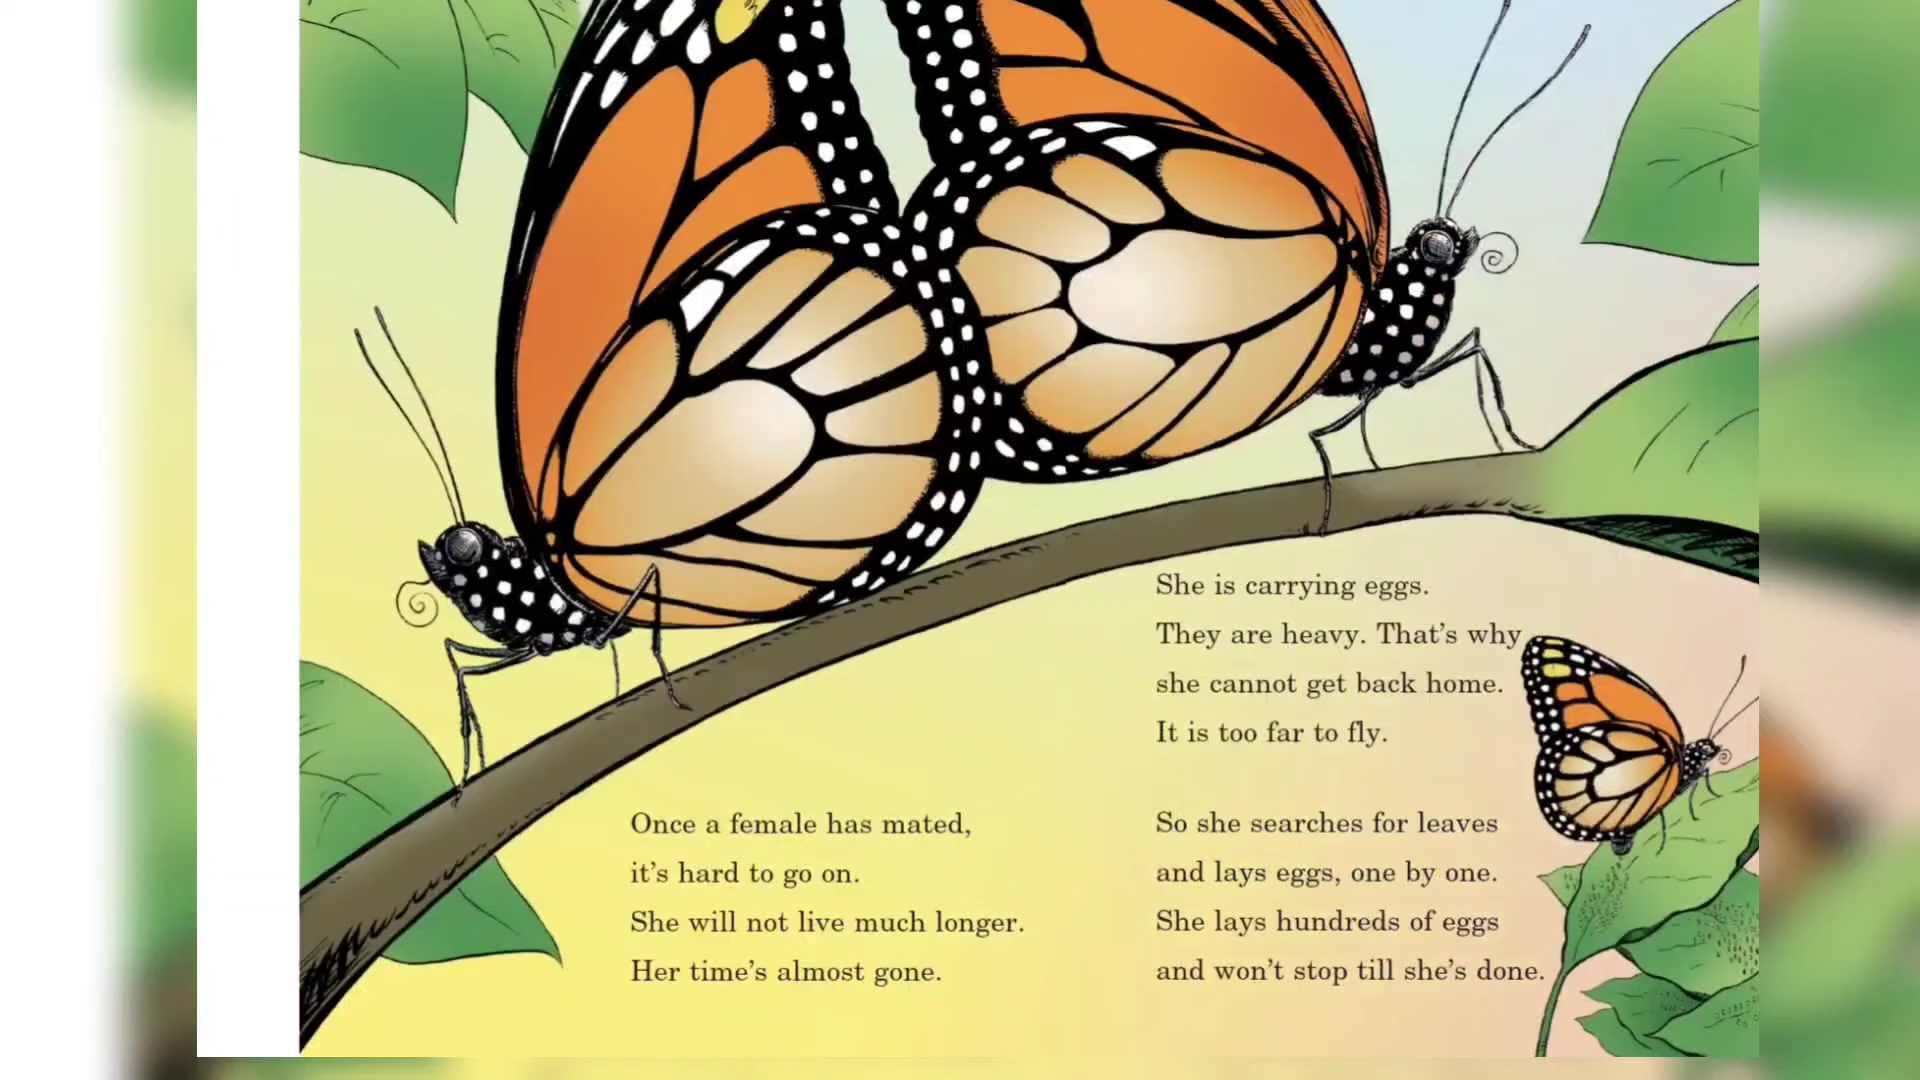 Once a female has mated,
it's hard to go on.
She will not live much longer.
Her time's almost gone.
She is carrying eggs.
They are heavy. That's why
she cannot get back home.
It is too far to fly.
So she searches for leaves
and lays eggs, one by one.
She lays hundreds of eggs
and won't stop till she's done.